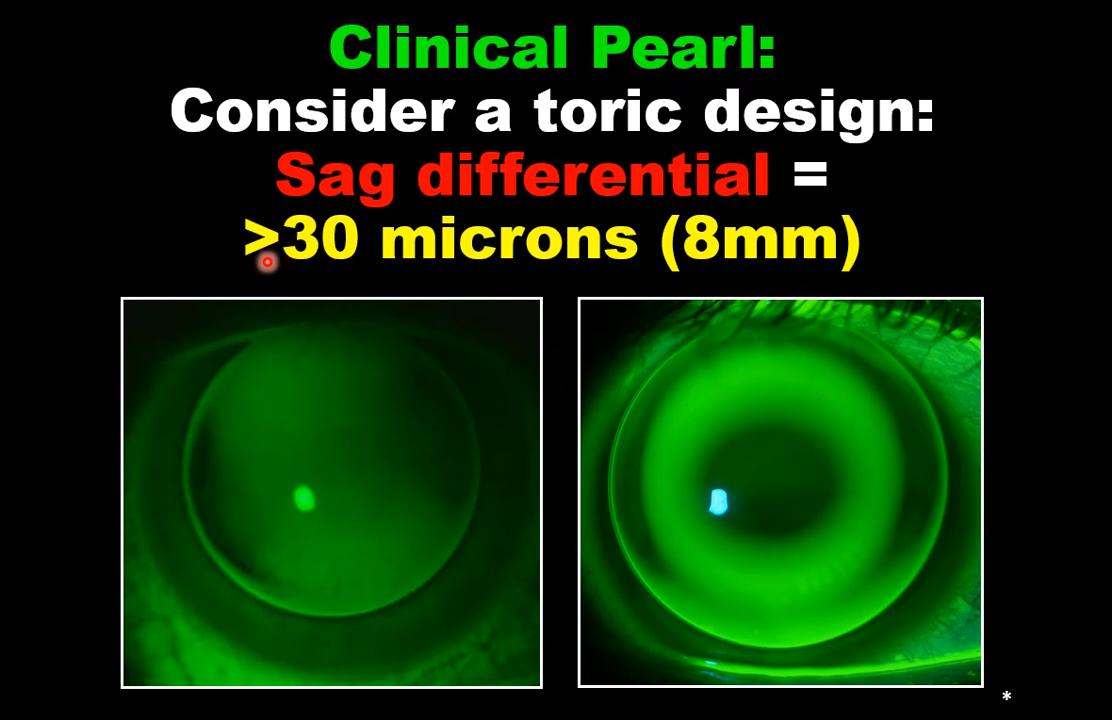 Clinical Pearl:
Consider a toric design:
Sag differential =
>30 microns (8mm)
*